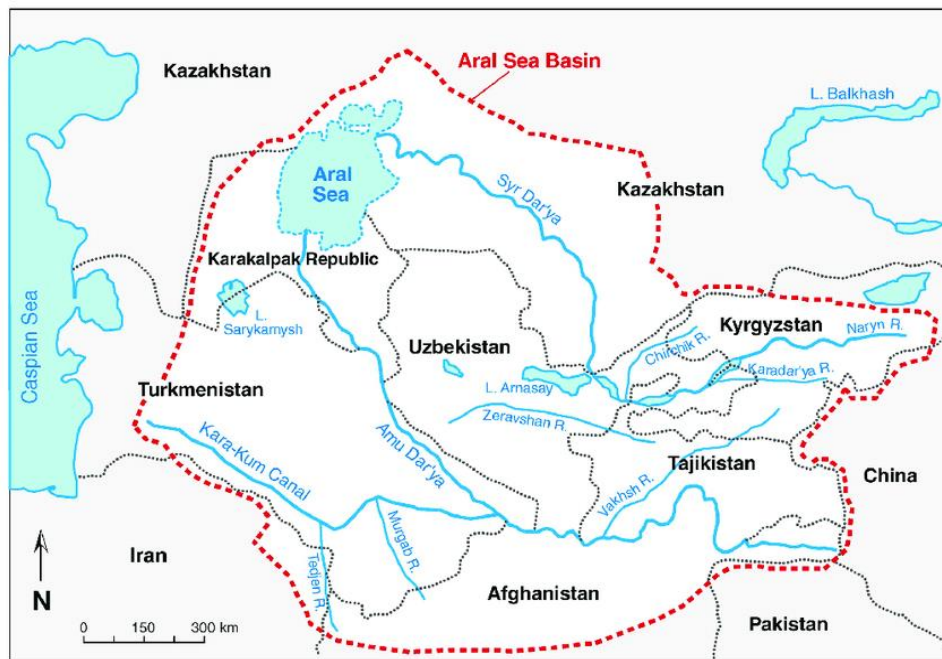 Kazakhstan
Aral Sea Basin
L. Balkhash
Aral
Sea
Syr Dar'ya
Kazakhstan
Karakalpak Republic
Caspian Sea
L.
Sarykamysh
Kyrgyzstan
Naryn R.
Chirchik R.
Uzbekistan
Karadar'ya R.
L. Arnasay
Turkmenistan
Zeravshan R.
Kara-Kum Canal
Amu Dar'ya
Tajikistan
Vakhsh R.
China
Iran
Murgab R.
Tedjen R.
Afghanistan
N
0 150 300 km
Pakistan